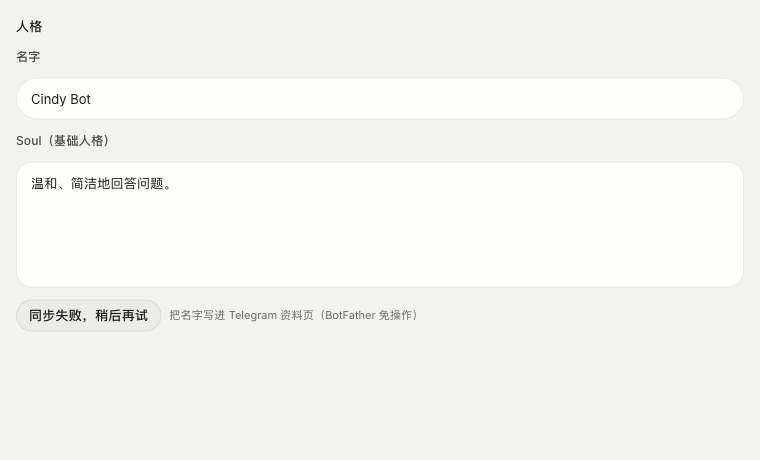 人格
名字
Cindy Bot
Soul（基础人格）
温和、简洁地回答问题。
同步失败，稍后再试 把名字写进 Telegram 资料页（BotFather 免操作）